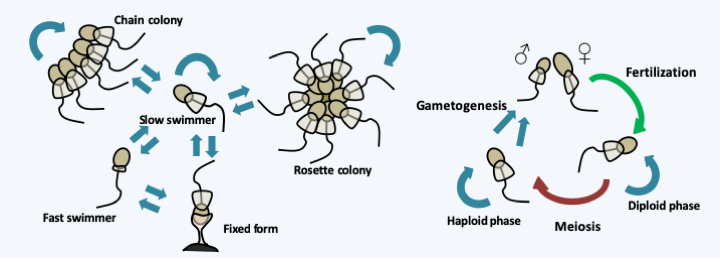 Chain colony
Slow swimmer
Rosette colony
Fast swimmer
Fixed form
♂ ♀
Fertilization
Gametogenesis
Haploid phase
Diploid phase
Meiosis